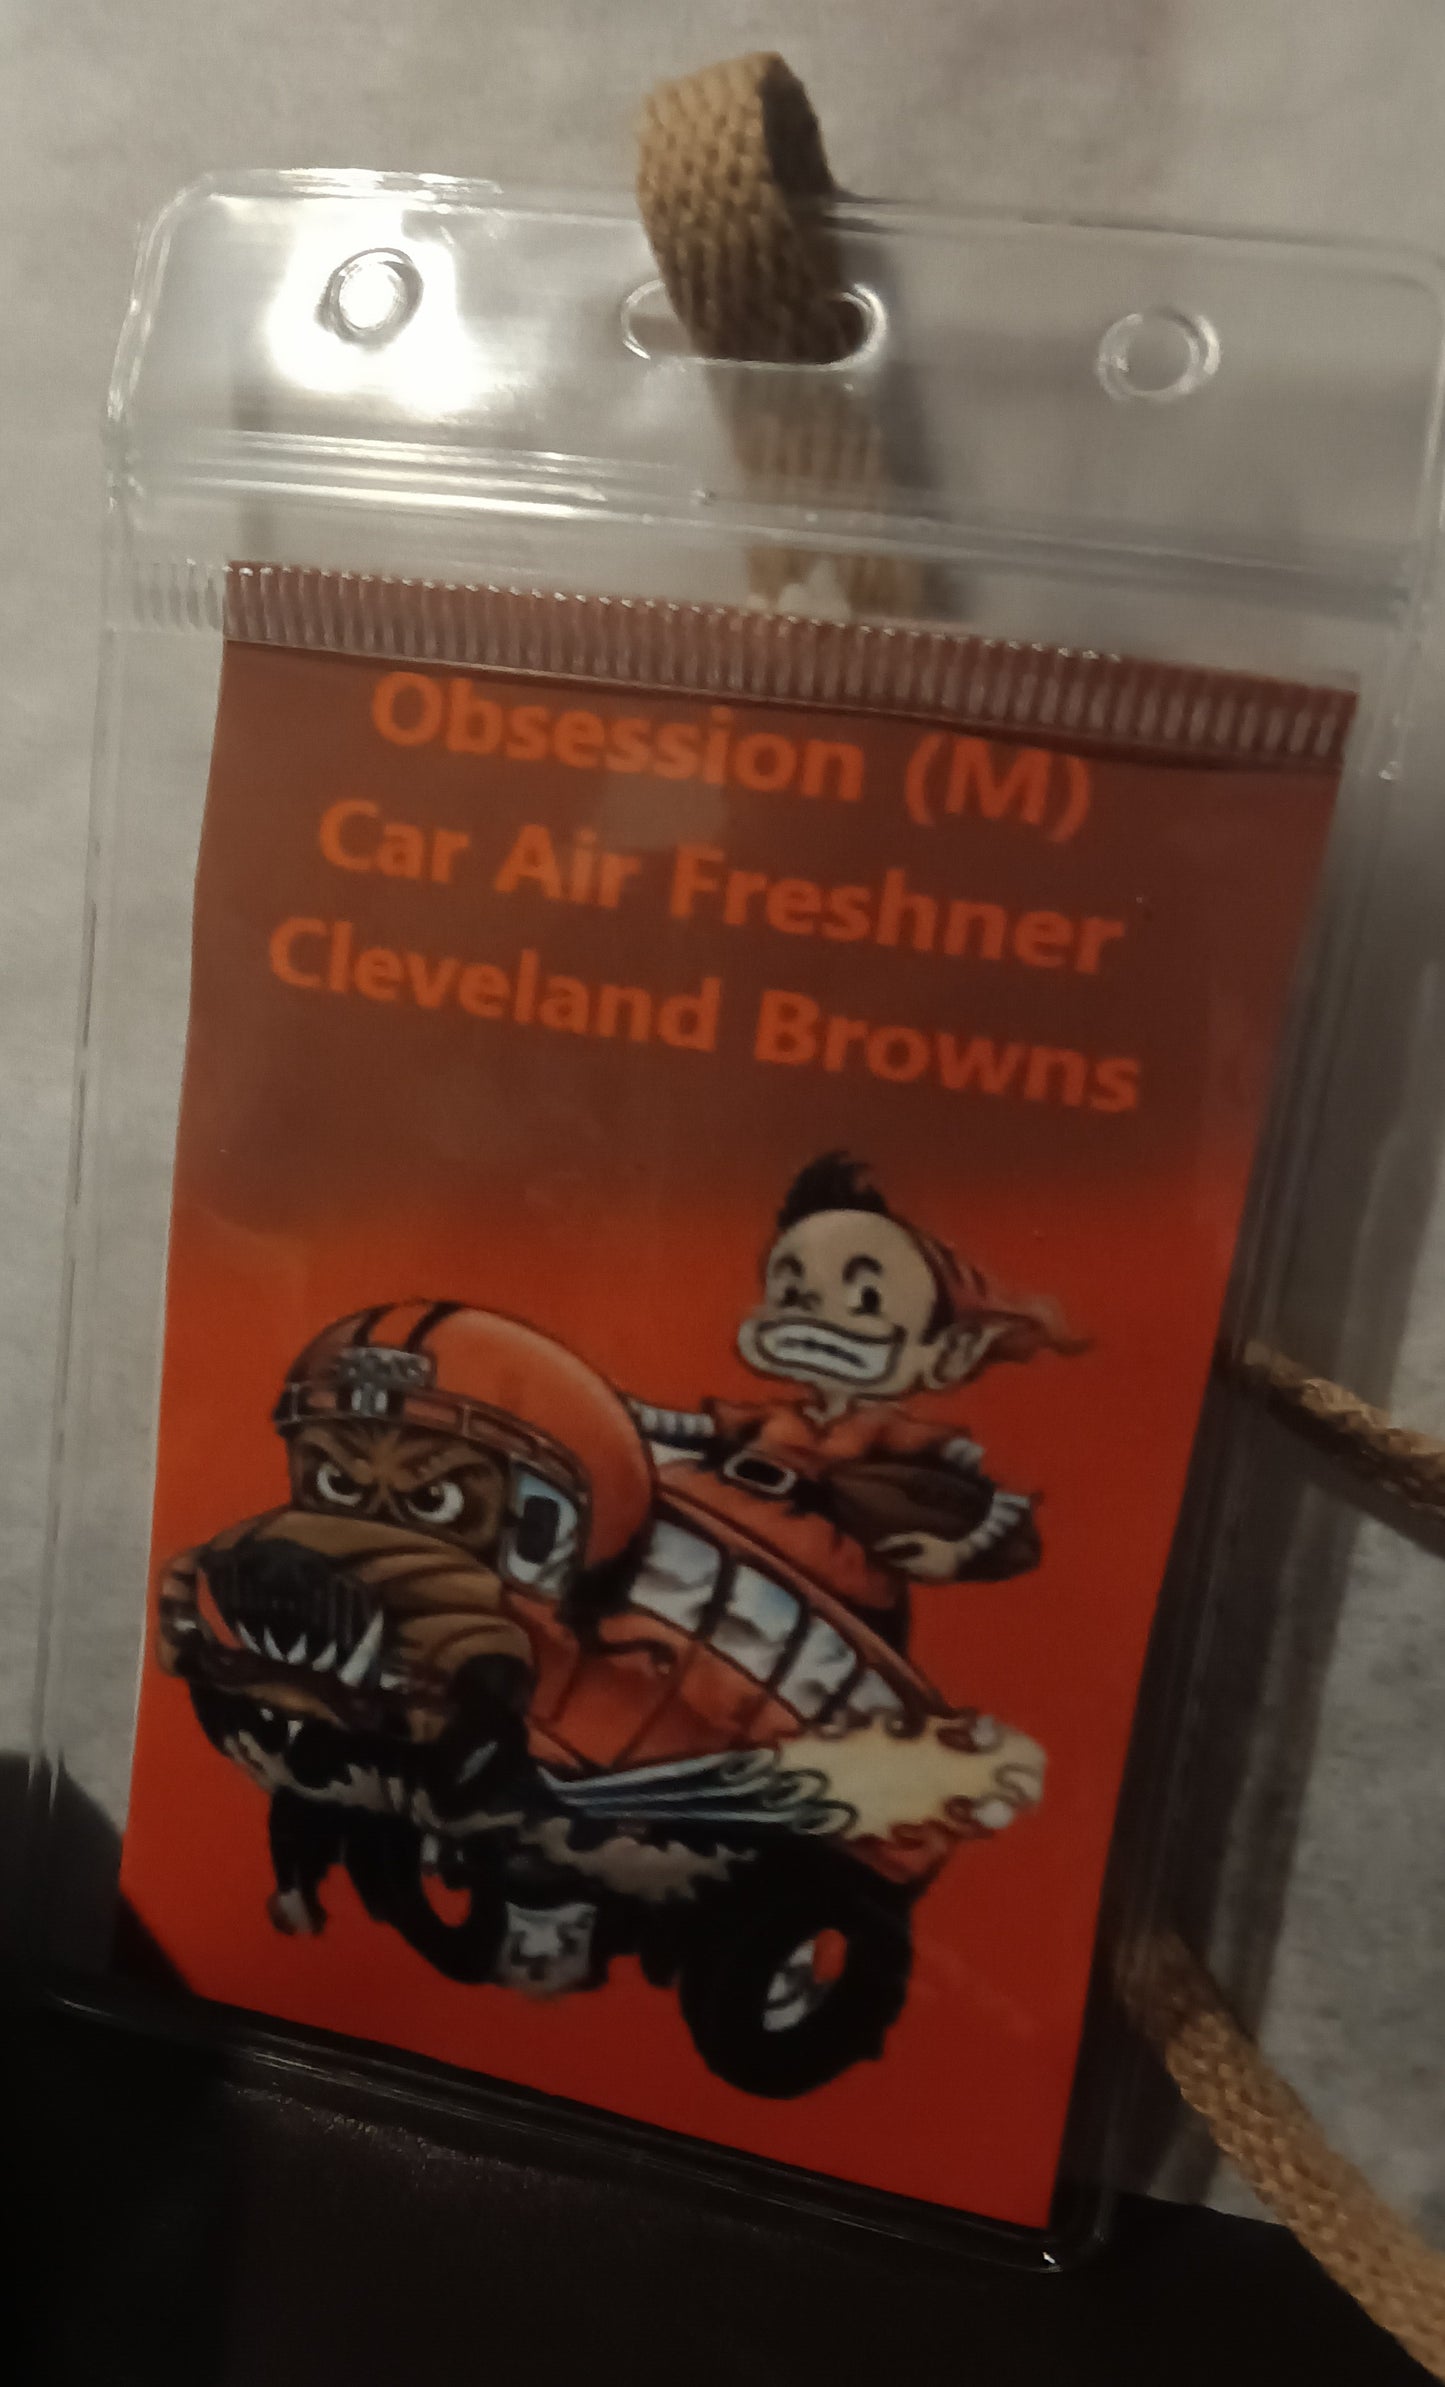 Obsession (M)
Car Air Freshner
Cleveland Browns